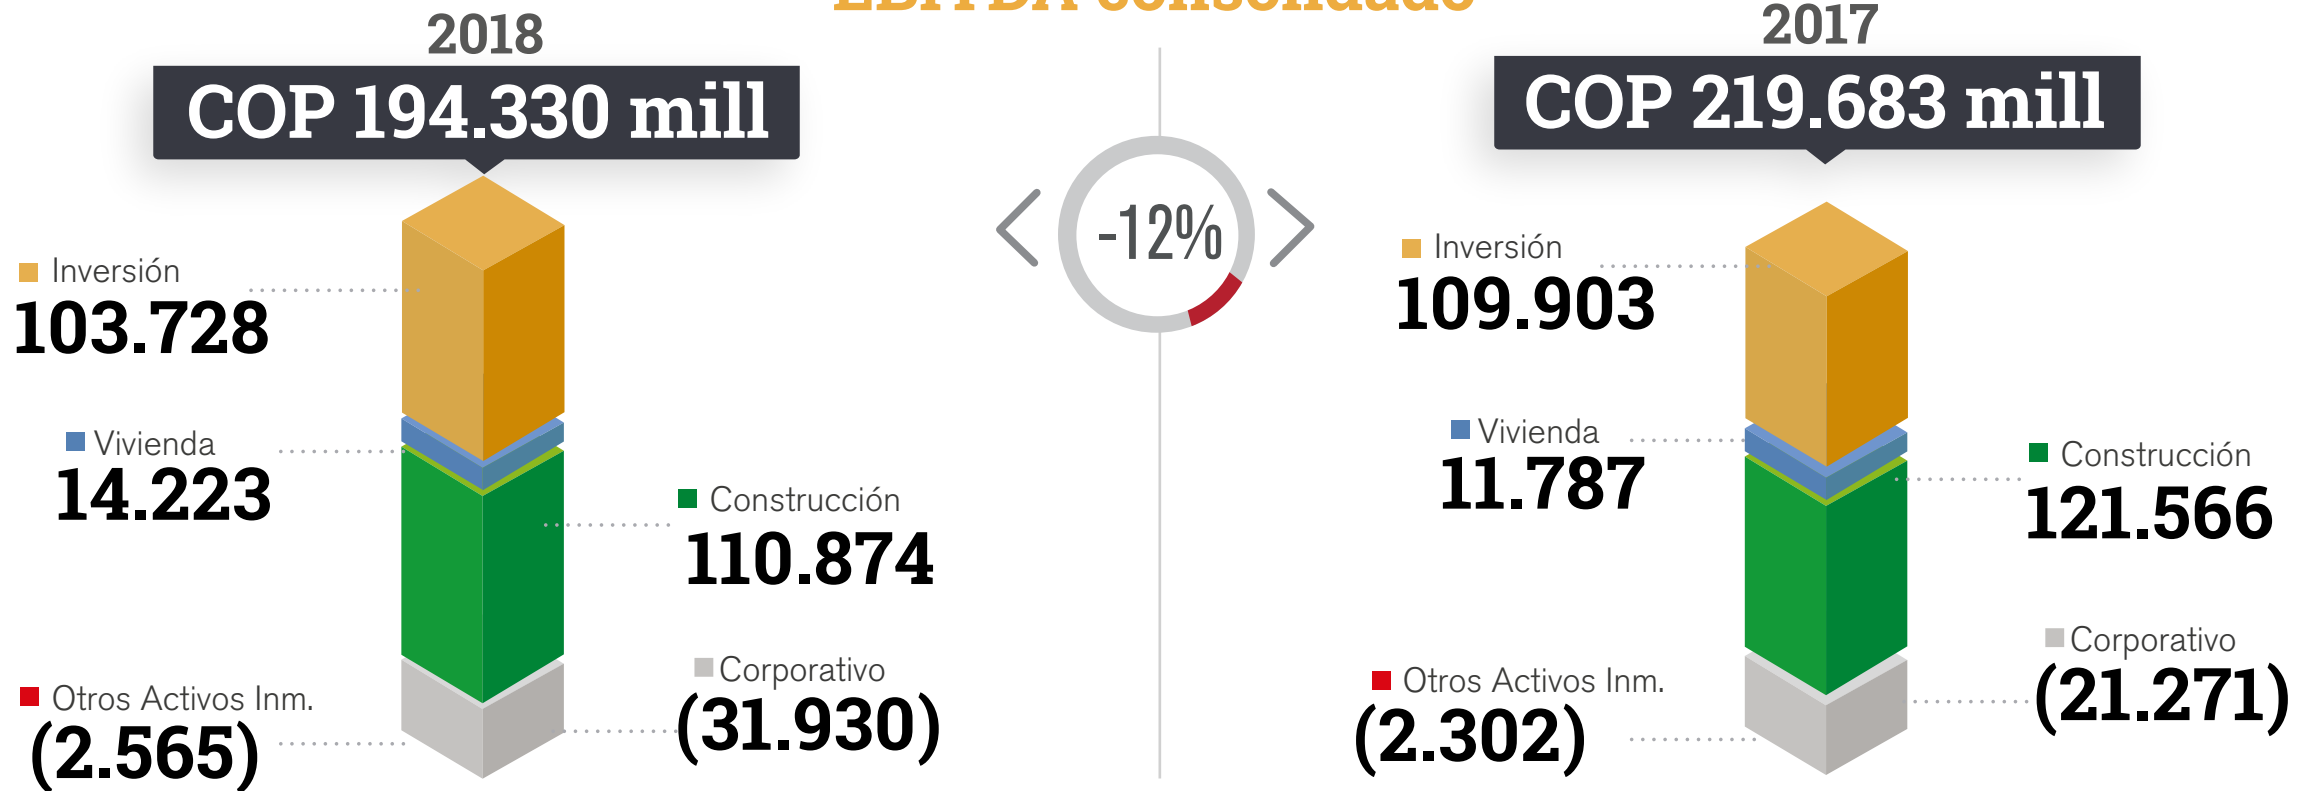 EBITDA consolidado
2018
COP 194.330 mill
Inversión
103.728
Vivienda
14.223
Construcción
110.874
Otros Activos Inm.
(2.565)
Corporativo
(31.930)
-12%
2017
COP 219.683 mill
Inversión
109.903
Vivienda
11.787
Construcción
121.566
Otros Activos Inm.
(2.302)
Corporativo
(21.271)